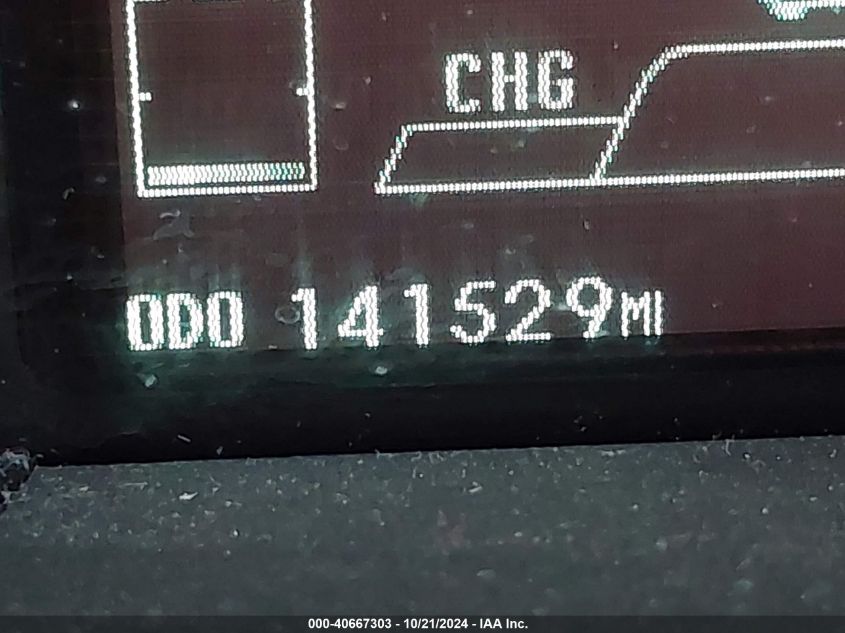 CHG
ODO 141529MI
000-40667303 - 10/21/2024 - IAA Inc.